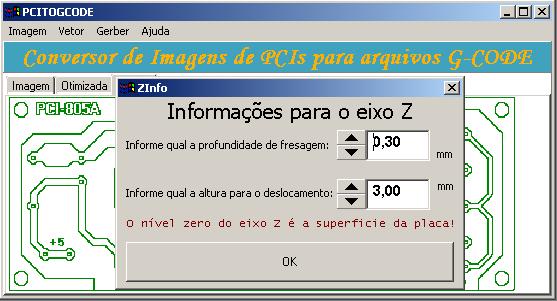 PCITOGCODE
Imagem Vetor Gerber Ajuda
Conversor de Imagens de PCIs para arquivos G-CODE
Imagem Otimizada
ZInfo
PCI-805A
Informações para o eixo Z
Informe qual a profundidade de fresagem: 0,30 mm
Informe qual a altura para o deslocamento: 3,00 mm
O nível zero do eixo Z é a superficie da placa!
+5
OK